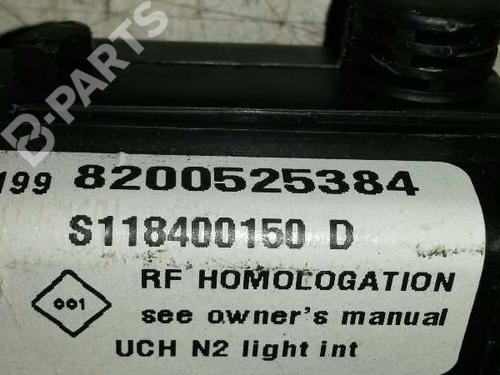 B-PARTS
199 8200525384
S118400150 D
001
RF HOMOLOGATION
see owner's manual
UCH N2 light int